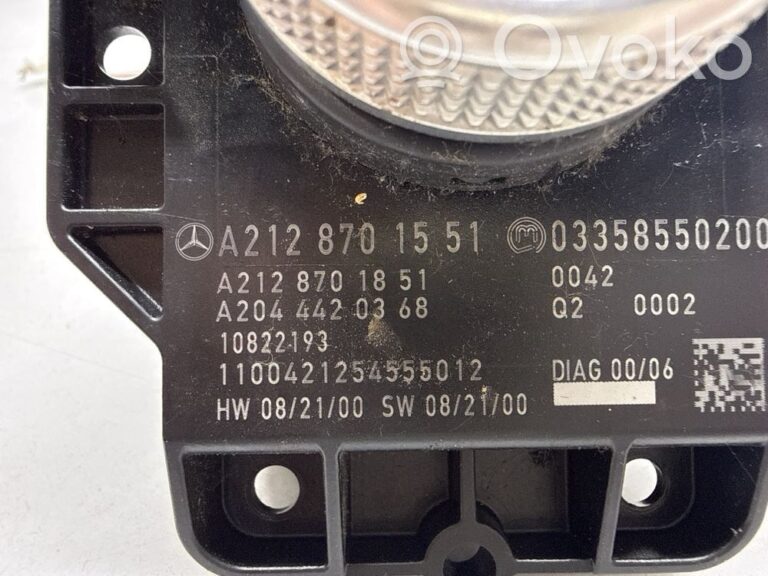 Ovoko
A212 870 15 51 03358550200
A212 870 18 51 0042
A204 442 03 68 Q2 0002
10822193
1100421254555012 DIAG 00/06
HW 08/21/00 SW 08/21/00